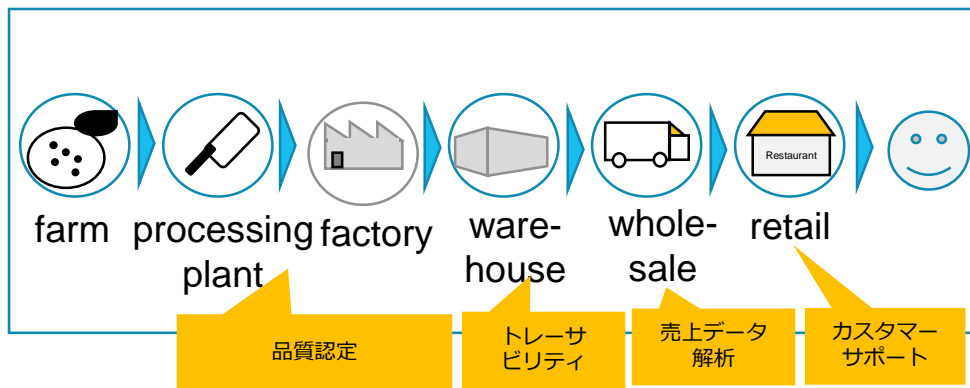 farm
processing
plant
factory
ware-
house
whole-
sale
Restaurant
retail
品質認定
トレーサ
ビリティ
売上データ
解析
カスタマー
サポート